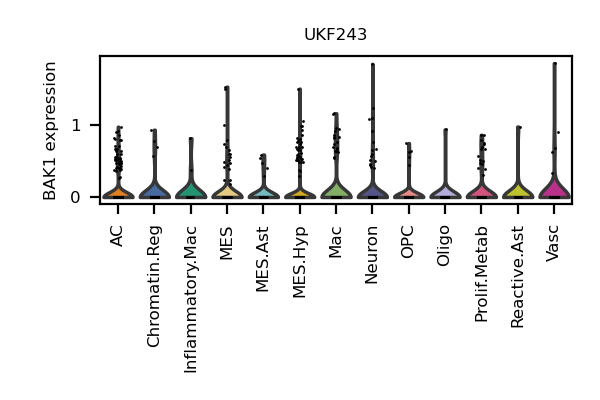 UKF243
BAK1 expression
1
0
AC
Chromatin.Reg
Inflammatory.Mac
MES
MES.Ast
MES.Hyp
Mac
Neuron
OPC
Oligo
Prolif.Metab
Reactive.Ast
Vasc